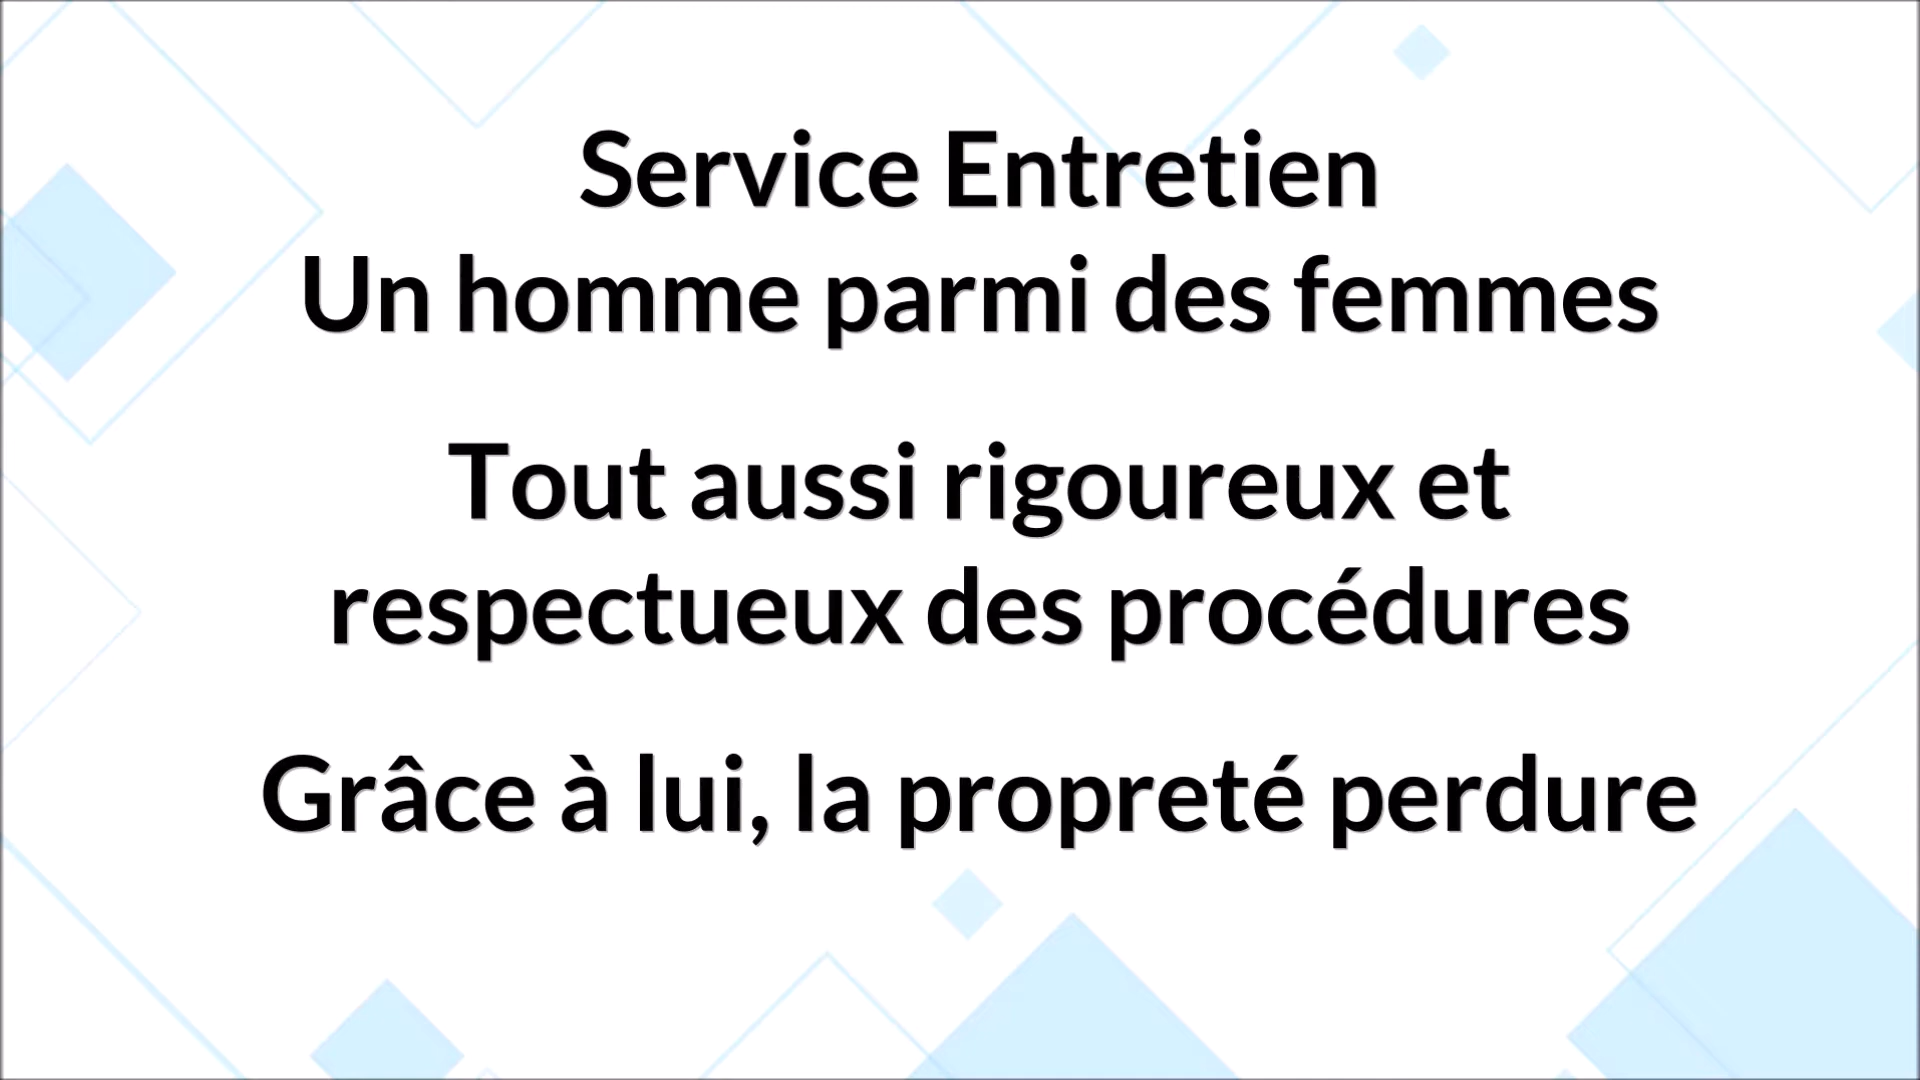 Service Entretien
Un homme parmi des femmes
Tout aussi rigoureux et
respectueux des procédures
Grâce à lui, la propreté perdure